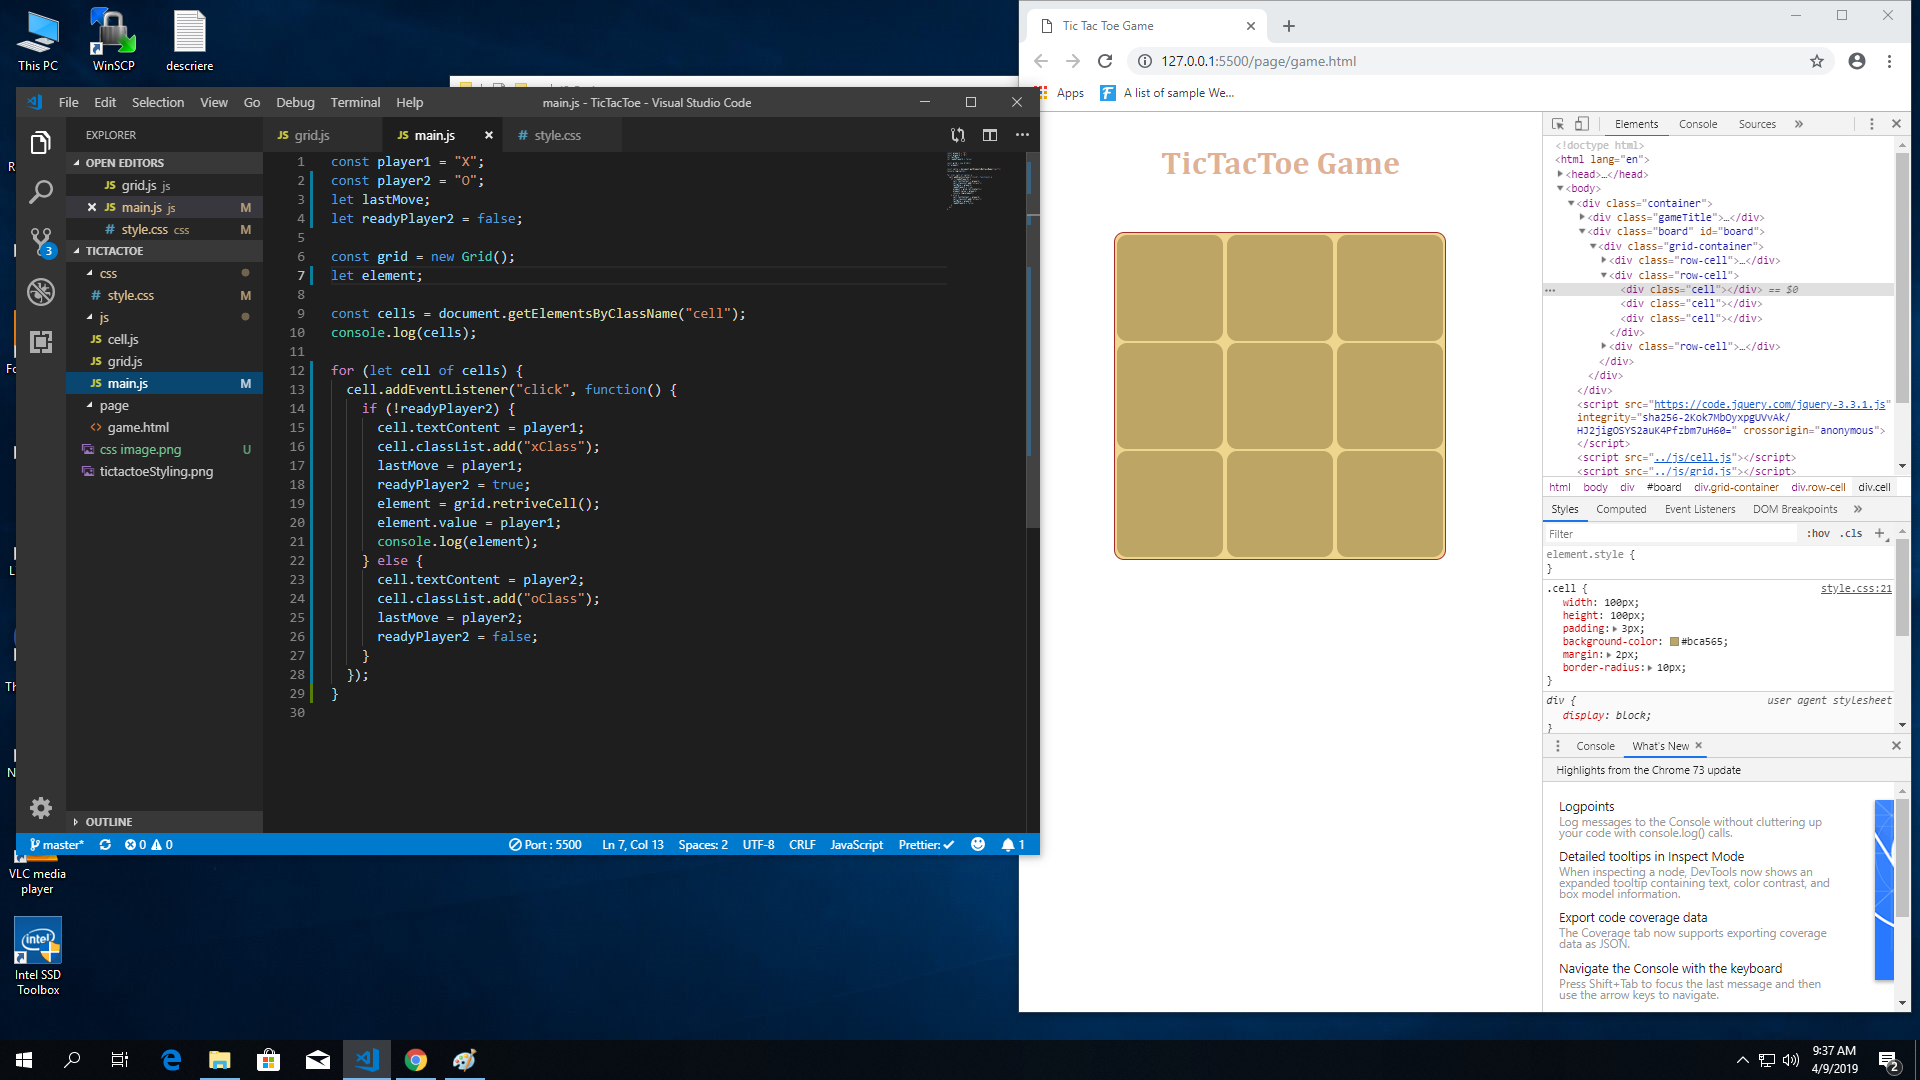 This PC
WinSCP
descriere
VLC media
player
Intel SSD
Toolbox
File Edit Selection View Go Debug Terminal Help
main.js - TicTacToe - Visual Studio Code
EXPLORER
OPEN EDITORS
JS grid.js js
JS main.js js M
# style.css css M
TICTACTOE
css
# style.css M
js
JS cell.js
JS grid.js
JS main.js M
page
<> game.html
css image.png U
tictactoeStyling.png
OUTLINE
3
JS grid.js
JS main.js
# style.css
1 const player1 = "X";
2 const player2 = "O";
3 let lastMove;
4 let readyPlayer2 = false;
5
6 const grid = new Grid();
7 let element;
8
9 const cells = document.getElementsByClassName("cell");
10 console.log(cells);
11
12 for (let cell of cells) {
13 cell.addEventListener("click", function() {
14 if (!readyPlayer2) {
15 cell.textContent = player1;
16 cell.classList.add("xClass");
17 lastMove = player1;
18 readyPlayer2 = true;
19 element = grid.retriveCell();
20 element.value = player1;
21 console.log(element);
22 } else {
23 cell.textContent = player2;
24 cell.classList.add("oClass");
25 lastMove = player2;
26 readyPlayer2 = false;
27 }
28 });
29 }
30
master* 0 0 Port : 5500 Ln 7, Col 13 Spaces: 2 UTF-8 CRLF JavaScript Prettier: 1
Tic Tac Toe Game
127.0.0.1:5500/page/game.html
Apps A list of sample We...
TicTacToe Game
Elements Console Sources
<!doctype html>
<html lang="en">
<head>…</head>
<body>
<div class="container">
<div class="gameTitle">…</div>
<div class="board" id="board">
<div class="grid-container">
<div class="row-cell">…</div>
<div class="row-cell">
<div class="cell"></div> == $0
<div class="cell"></div>
<div class="cell"></div>
</div>
<div class="row-cell">…</div>
</div>
</div>
</div>
<script src="https://code.jquery.com/jquery-3.3.1.js"
integrity="sha256-2Kok7MbOyxpgUVvAk/
HJ2jigOSYS2auK4Pfzbm7uH60=" crossorigin="anonymous">
</script>
<script src="../js/cell.js"></script>
<script src="../js/grid.js"></script>
html body div #board div.grid-container div.row-cell div.cell
Styles Computed Event Listeners DOM Breakpoints
Filter :hov .cls
element.style {
}
.cell { style.css:21
width: 100px;
height: 100px;
padding: 3px;
background-color: #bca565;
margin: 2px;
border-radius: 10px;
}
div { user agent stylesheet
display: block;
}
Console What's New
Highlights from the Chrome 73 update
Logpoints
Log messages to the Console without cluttering up
your code with console.log() calls.
Detailed tooltips in Inspect Mode
When inspecting a node, DevTools now shows an
expanded tooltip containing text, color contrast, and
box model information.
Export code coverage data
The Coverage tab now supports exporting coverage
data as JSON.
Navigate the Console with the keyboard
Press Shift+Tab to focus the last message and then
use the arrow keys to navigate.
9:37 AM
4/9/2019
2